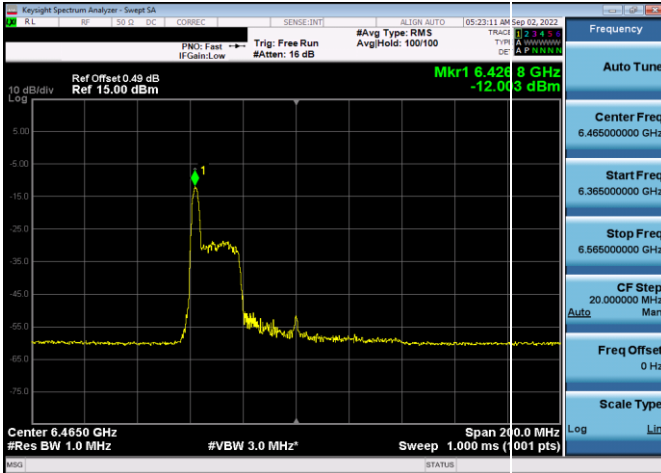 Keysight Spectrum Analyzer - Swept SA
RL RF 50 Ω DC CORREC SENSE:INT ALIGN AUTO 05:23:11 AM Sep 02, 2022
PNO: Fast
IFGain:Low
Trig: Free Run
#Atten: 16 dB
#Avg Type: RMS
Avg|Hold: 100/100
TRACE 1 2 3 4 5 6
TYPE A WWWWW
DET A P N N N N
Mkr1 6.426 8 GHz
-12.003 dBm
10 dB/div
Log
Ref Offset 0.49 dB
Ref 15.00 dBm
5.00
-5.00
-15.0
-25.0
-35.0
-45.0
-55.0
-65.0
-75.0
1
Center 6.4650 GHz
#Res BW 1.0 MHz
#VBW 3.0 MHz*
Span 200.0 MHz
Sweep 1.000 ms (1001 pts)
MSG
STATUS
Frequency
Auto Tune
Center Freq
6.465000000 GHz
Start Freq
6.365000000 GHz
Stop Freq
6.565000000 GHz
CF Step
20.000000 MHz
Auto Man
Freq Offset
0 Hz
Scale Type
Log Lin